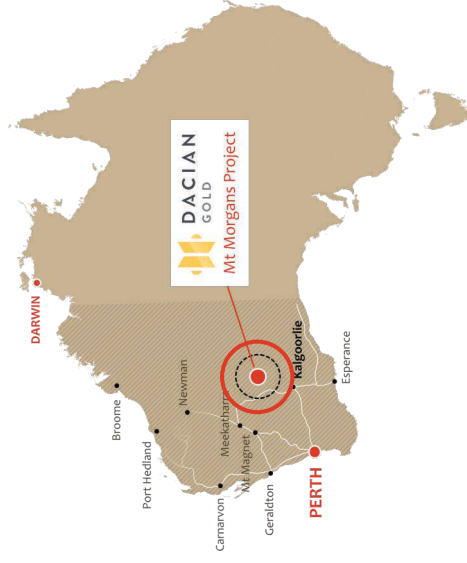 DARWIN
DACIAN
GOLD
Mt Morgans Project
Broome
Port Hedland
Newman
Meekatharra
Carnarvon
Mt Magnet
Geraldton
Kalgoorlie
PERTH
Esperance